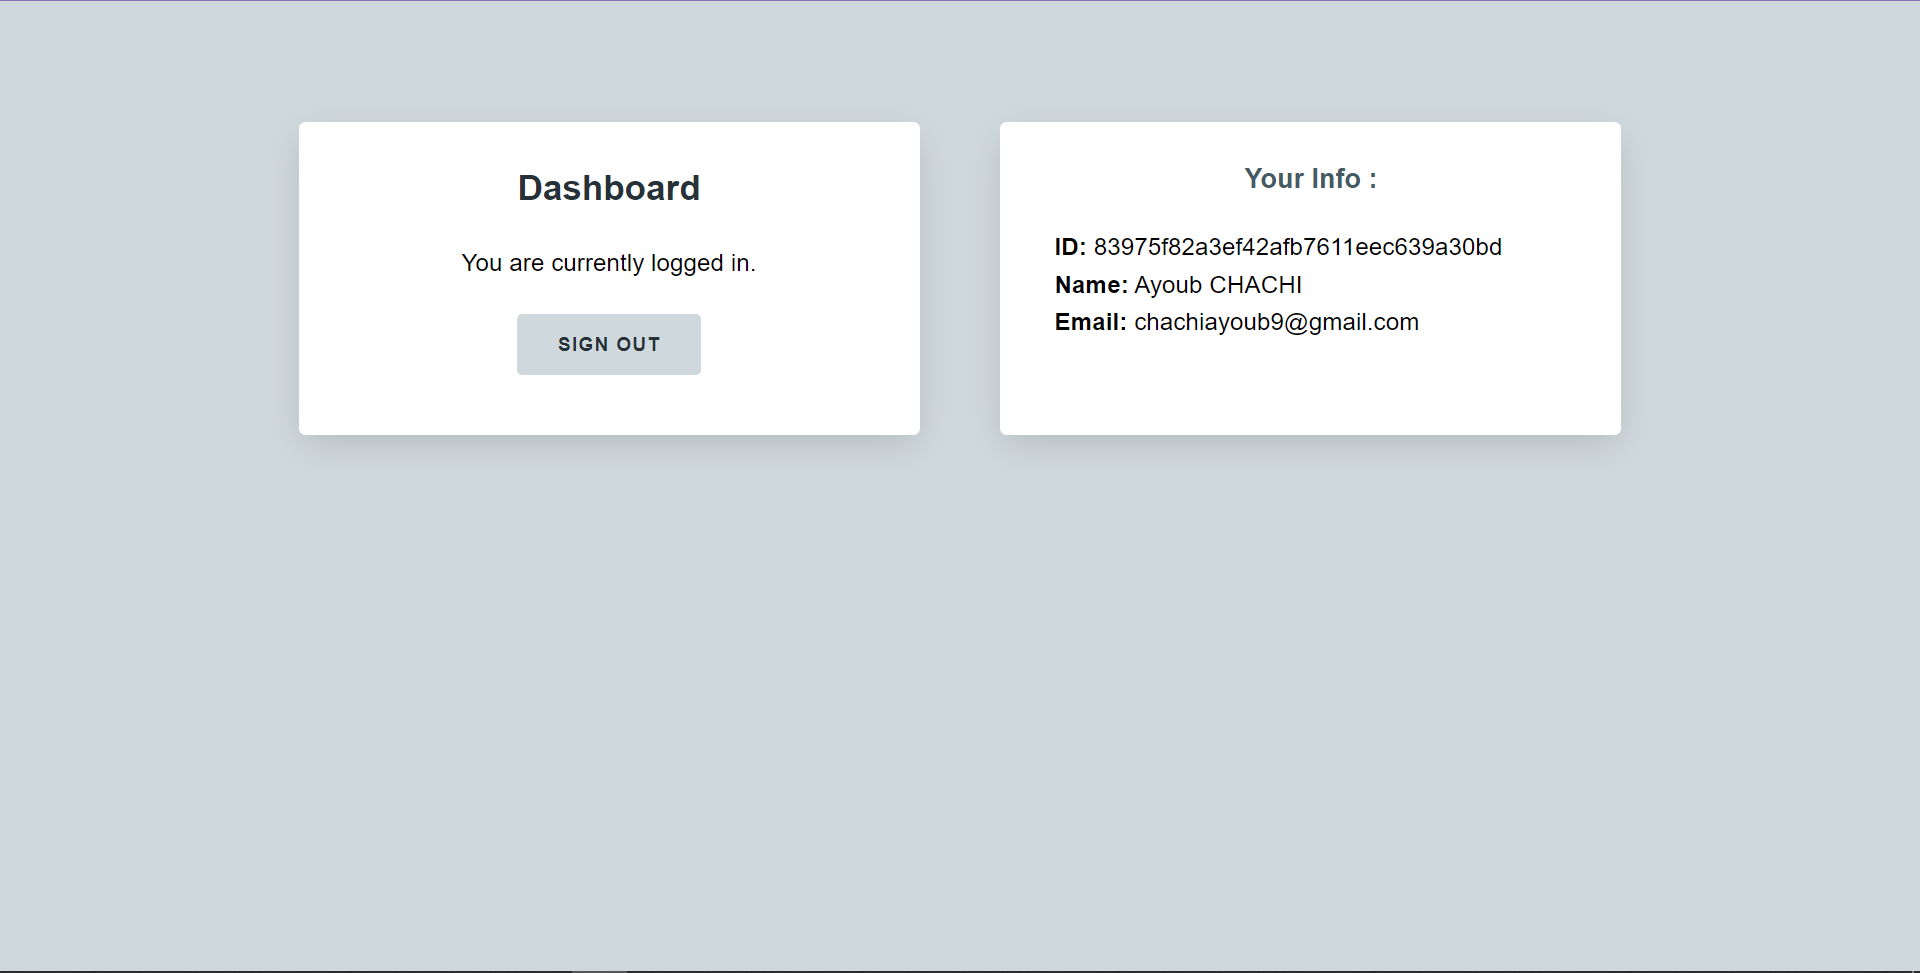 Dashboard
You are currently logged in.
SIGN OUT
Your Info :
ID: 83975f82a3ef42afb7611eec639a30bd
Name: Ayoub CHACHI
Email: chachiayoub9@gmail.com